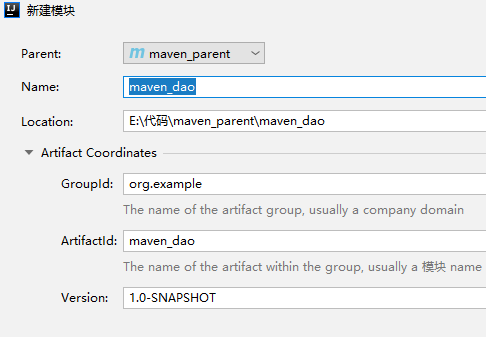 新建模块
Parent: maven_parent
Name: maven_dao
Location: E:\代码\maven_parent\maven_dao
Artifact Coordinates
GroupId: org.example
The name of the artifact group, usually a company domain
ArtifactId: maven_dao
The name of the artifact within the group, usually a 模块 name
Version: 1.0-SNAPSHOT